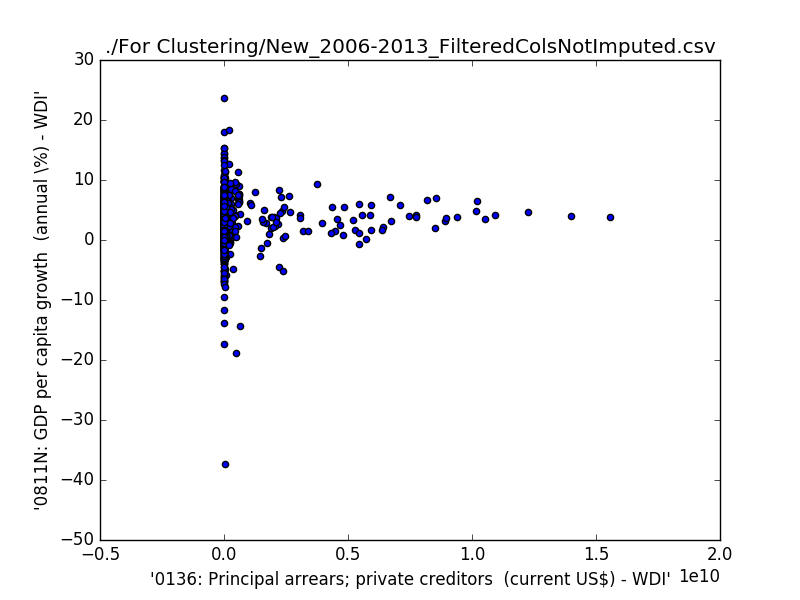 ./For Clustering/New_2006-2013_FilteredColsNotImputed.csv
'0811N: GDP per capita growth  (annual \%) - WDI'
30
20
10
0
−10
−20
−30
−40
−50
−0.5 0.0 0.5 1.0 1.5 2.0
1e10
'0136: Principal arrears; private creditors  (current US$) - WDI'